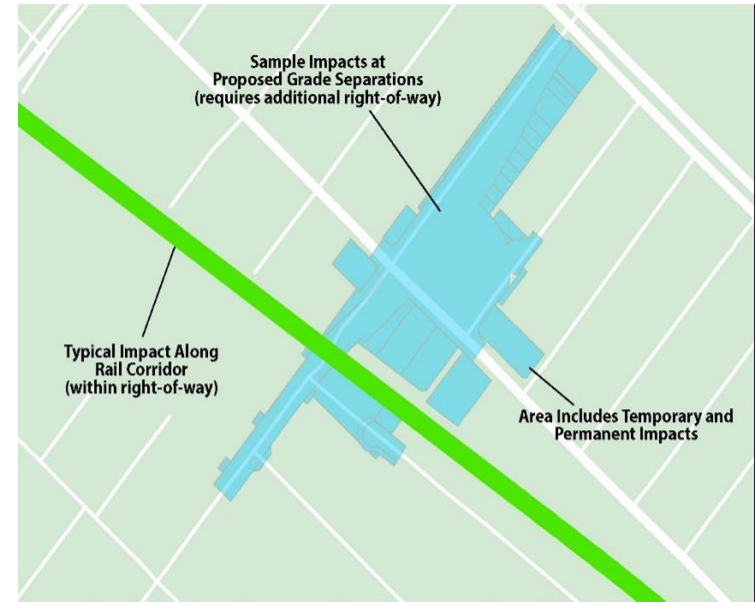 Sample Impacts at
Proposed Grade Separations
(requires additional right-of-way)
Typical Impact Along
Rail Corridor
(within right-of-way)
Area Includes Temporary and
Permanent Impacts